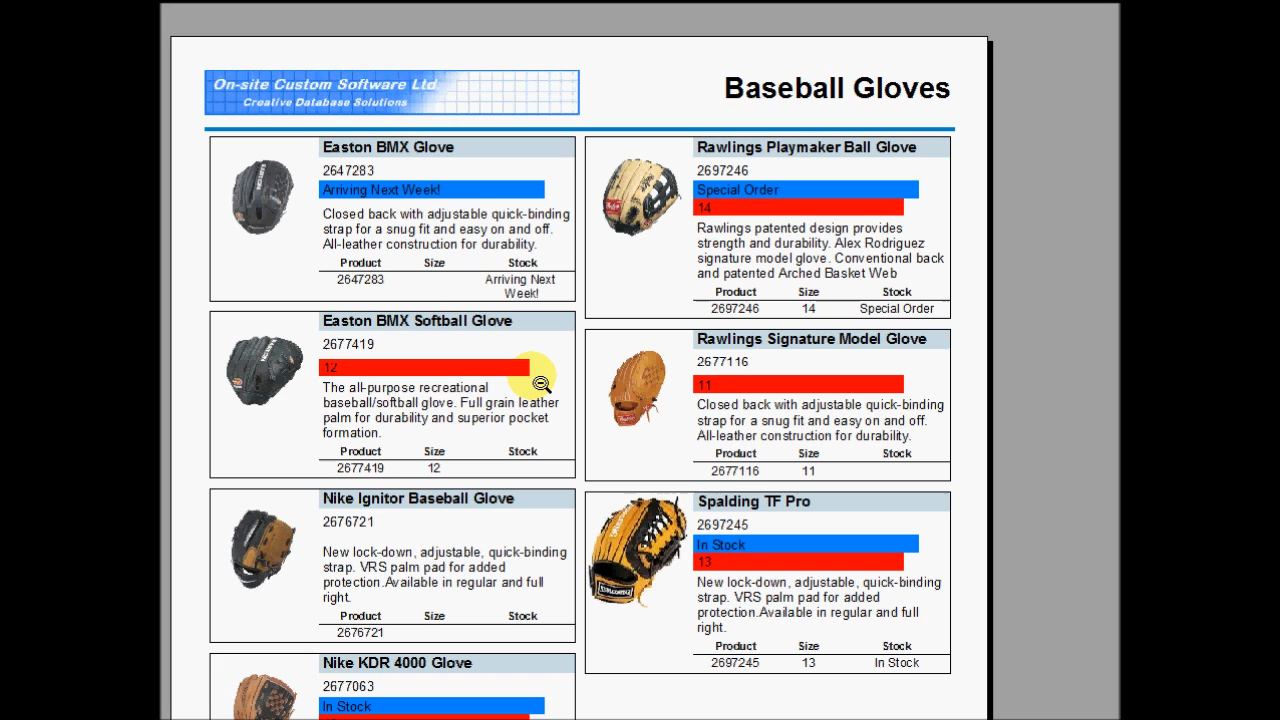 On-site Custom Software Ltd.
Creative Database Solutions
Baseball Gloves
Easton BMX Glove
2647283
Arriving Next Week!
Closed back with adjustable quick-binding
strap for a snug fit and easy on and off.
All-leather construction for durability.
Product Size Stock
2647283 Arriving Next
Week!
Easton BMX Softball Glove
2677419
12
The all-purpose recreational
baseball/softball glove. Full grain leather
palm for durability and superior pocket
formation.
Product Size Stock
2677419 12
Nike Ignitor Baseball Glove
2676721
New lock-down, adjustable, quick-binding
strap. VRS palm pad for added
protection.Available in regular and full
right.
Product Size Stock
2676721
Nike KDR 4000 Glove
2677063
In Stock
Rawlings Playmaker Ball Glove
2697246
Special Order
14
Rawlings patented design provides
strength and durability. Alex Rodriguez
signature model glove. Conventional back
and patented Arched Basket Web
Product Size Stock
2697246 14 Special Order
Rawlings Signature Model Glove
2677116
11
Closed back with adjustable quick-binding
strap for a snug fit and easy on and off.
All-leather construction for durability.
Product Size Stock
2677116 11
Spalding TF Pro
2697245
In Stock
13
New lock-down, adjustable, quick-binding
strap. VRS palm pad for added
protection.Available in regular and full
right.
Product Size Stock
2697245 13 In Stock